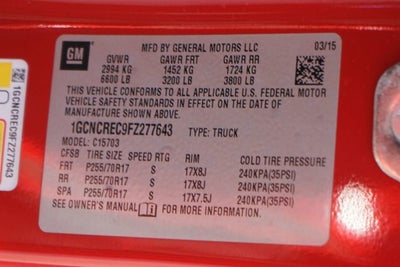 GM
MFD BY GENERAL MOTORS LLC
03/15
GVWR GAWR FRT GAWR RR
2994 KG 1452 KG 1724 KG
6600 LB 3200 LB 3800 LB
THIS VEHICLE CONFORMS TO ALL APPLICABLE U.S. FEDERAL MOTOR
VEHICLE SAFETY STANDARDS IN EFFECT ON THE DATE OF
MANUFACTURE SHOWN ABOVE.
1GCNCREC9FZ277643 TYPE: TRUCK
MODEL: C15703
CFSB TIRE SIZE SPEED RTG RIM COLD TIRE PRESSURE
FRT P255/70R17 S 17X8J 240KPA(35PSI)
RR P255/70R17 S 17X8J 240KPA(35PSI)
SPA P255/70R17 S 17X7.5J 240KPA(35PSI)
SEE OWNER'S MANUAL FOR MORE INFORMATION.
1GCNCREC9FZ277643